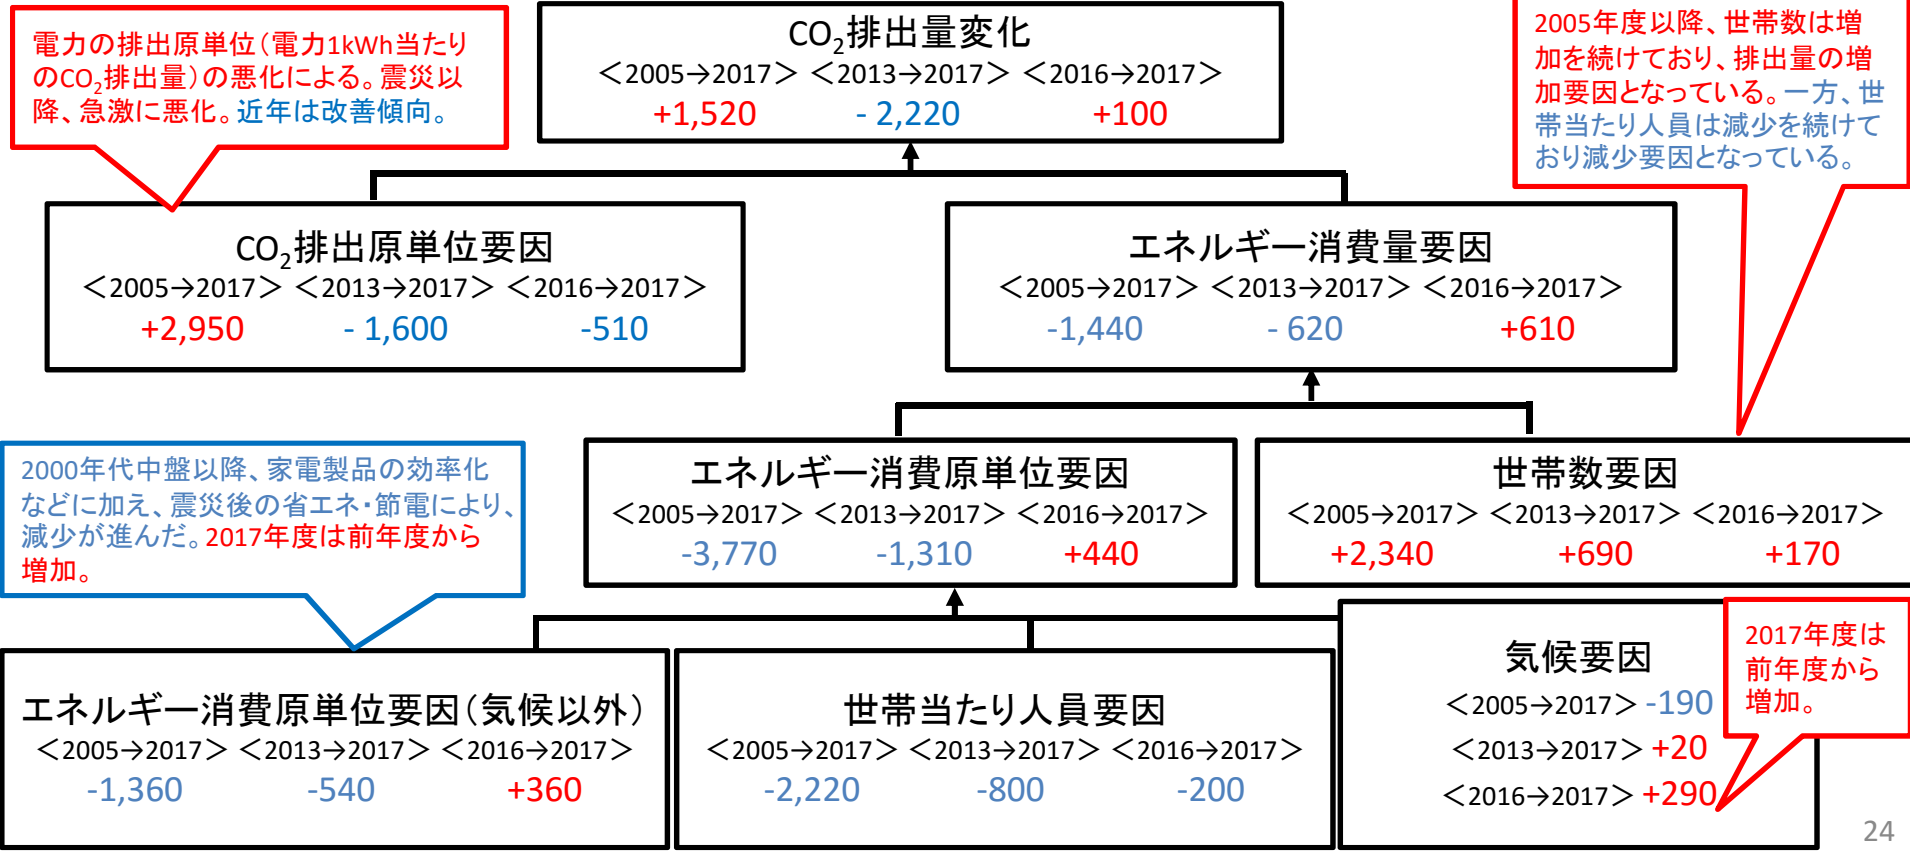 電力の排出原単位（電力1kWh当たり
のCO₂排出量）の悪化による。震災以
降、急激に悪化。近年は改善傾向。
CO₂排出量変化
＜2005→2017＞ ＜2013→2017＞ ＜2016→2017＞
+1,520 - 2,220 +100
2005年度以降、世帯数は増
加を続けており、排出量の増
加要因となっている。一方、世
帯当たり人員は減少を続けて
おり減少要因となっている。
CO₂排出原単位要因
＜2005→2017＞ ＜2013→2017＞ ＜2016→2017＞
+2,950 - 1,600 -510
エネルギー消費量要因
＜2005→2017＞ ＜2013→2017＞ ＜2016→2017＞
-1,440 - 620 +610
2000年代中盤以降、家電製品の効率化
などに加え、震災後の省エネ・節電により、
減少が進んだ。2017年度は前年度から
増加。
エネルギー消費原単位要因
＜2005→2017＞ ＜2013→2017＞ ＜2016→2017＞
-3,770 -1,310 +440
世帯数要因
＜2005→2017＞ ＜2013→2017＞ ＜2016→2017＞
+2,340 +690 +170
エネルギー消費原単位要因（気候以外）
＜2005→2017＞ ＜2013→2017＞ ＜2016→2017＞
-1,360 -540 +360
世帯当たり人員要因
＜2005→2017＞ ＜2013→2017＞ ＜2016→2017＞
-2,220 -800 -200
気候要因
＜2005→2017＞ -190
＜2013→2017＞ +20
＜2016→2017＞ +290
2017年度は
前年度から
増加。
24